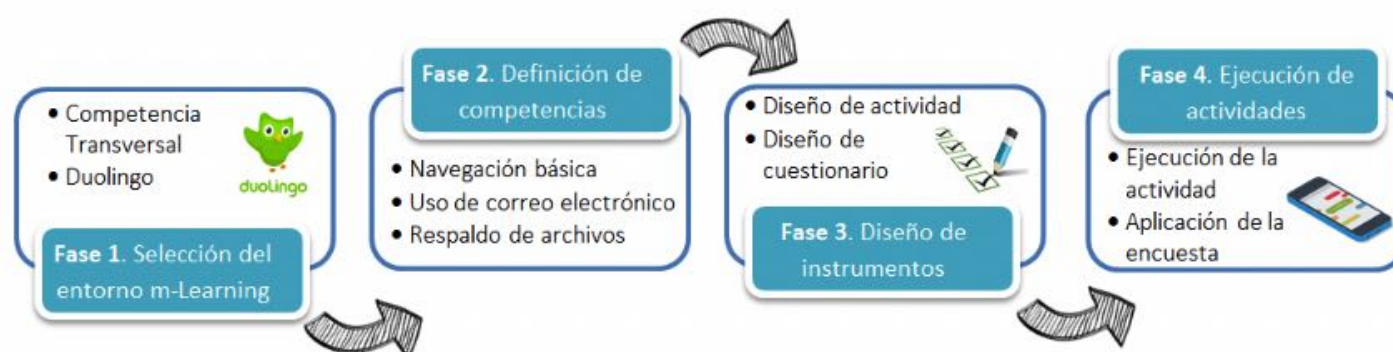 • Competencia
Transversal
• Duolingo
duolingo
Fase 1. Selección del
entorno m-Learning
Fase 2. Definición de
competencias
• Navegación básica
• Uso de correo electrónico
• Respaldo de archivos
• Diseño de actividad
• Diseño de
cuestionario
Fase 3. Diseño de
instrumentos
Fase 4. Ejecución de
actividades
• Ejecución de la
actividad
• Aplicación de la
encuesta